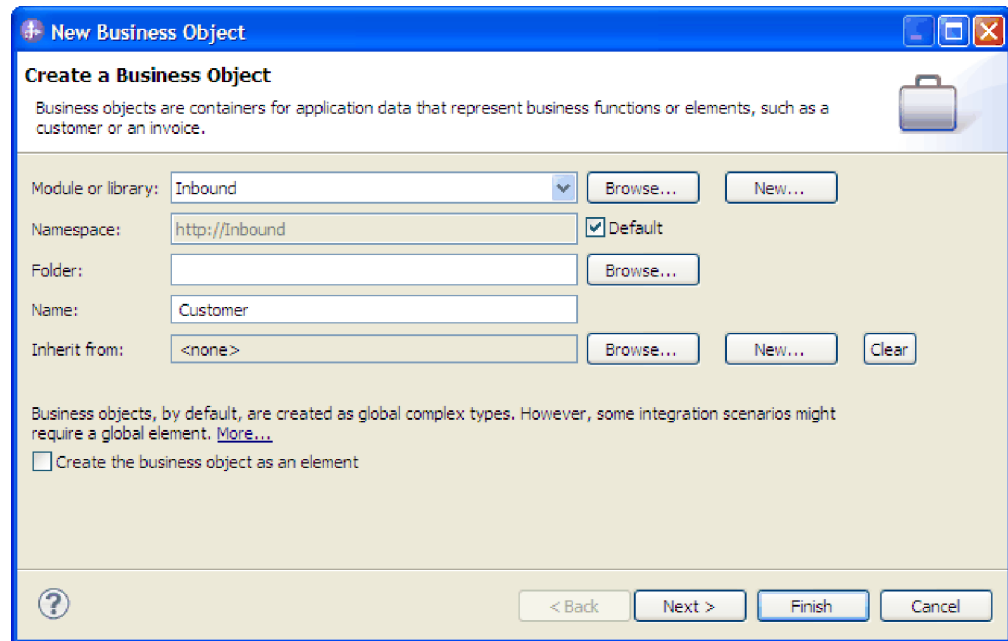 New Business Object
Create a Business Object
Business objects are containers for application data that represent business functions or elements, such as a
customer or an invoice.
Module or library: Inbound Browse... New...
Namespace: http://Inbound Default
Folder: Browse...
Name: Customer
Inherit from: <none> Browse... New... Clear
Business objects, by default, are created as global complex types. However, some integration scenarios might
require a global element. More...
Create the business object as an element
? < Back Next > Finish Cancel